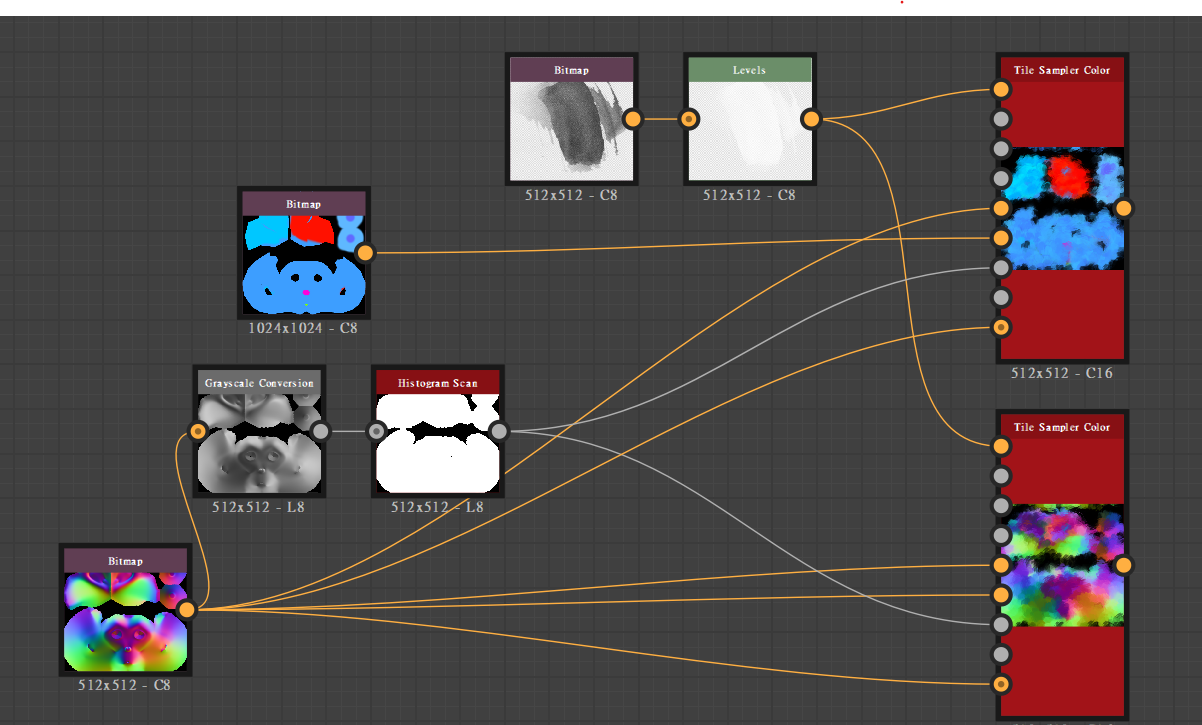 Bitmap
Levels
Tile Sampler Color
512x512 - C8
512x512 - C8
Bitmap
1024x1024 - C8
512x512 - C16
Grayscale Conversion
Histogram Scan
Tile Sampler Color
512x512 - L8
512x512 - L8
Bitmap
512x512 - C8